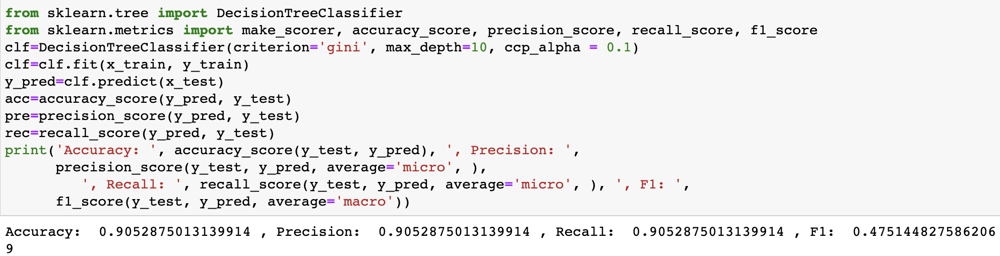 from sklearn.tree import DecisionTreeClassifier
from sklearn.metrics import make_scorer, accuracy_score, precision_score, recall_score, f1_score
clf=DecisionTreeClassifier(criterion='gini', max_depth=10, ccp_alpha = 0.1)
clf=clf.fit(x_train, y_train)
y_pred=clf.predict(x_test)
acc=accuracy_score(y_pred, y_test)
pre=precision_score(y_pred, y_test)
rec=recall_score(y_pred, y_test)
print('Accuracy: ', accuracy_score(y_test, y_pred), ', Precision: ',
      precision_score(y_test, y_pred, average='micro', ),
         ', Recall: ', recall_score(y_test, y_pred, average='micro', ), ', F1: ',
      f1_score(y_test, y_pred, average='macro'))
Accuracy:  0.9052875013139914 , Precision:  0.9052875013139914 , Recall:  0.9052875013139914 , F1:  0.475144827586206
9